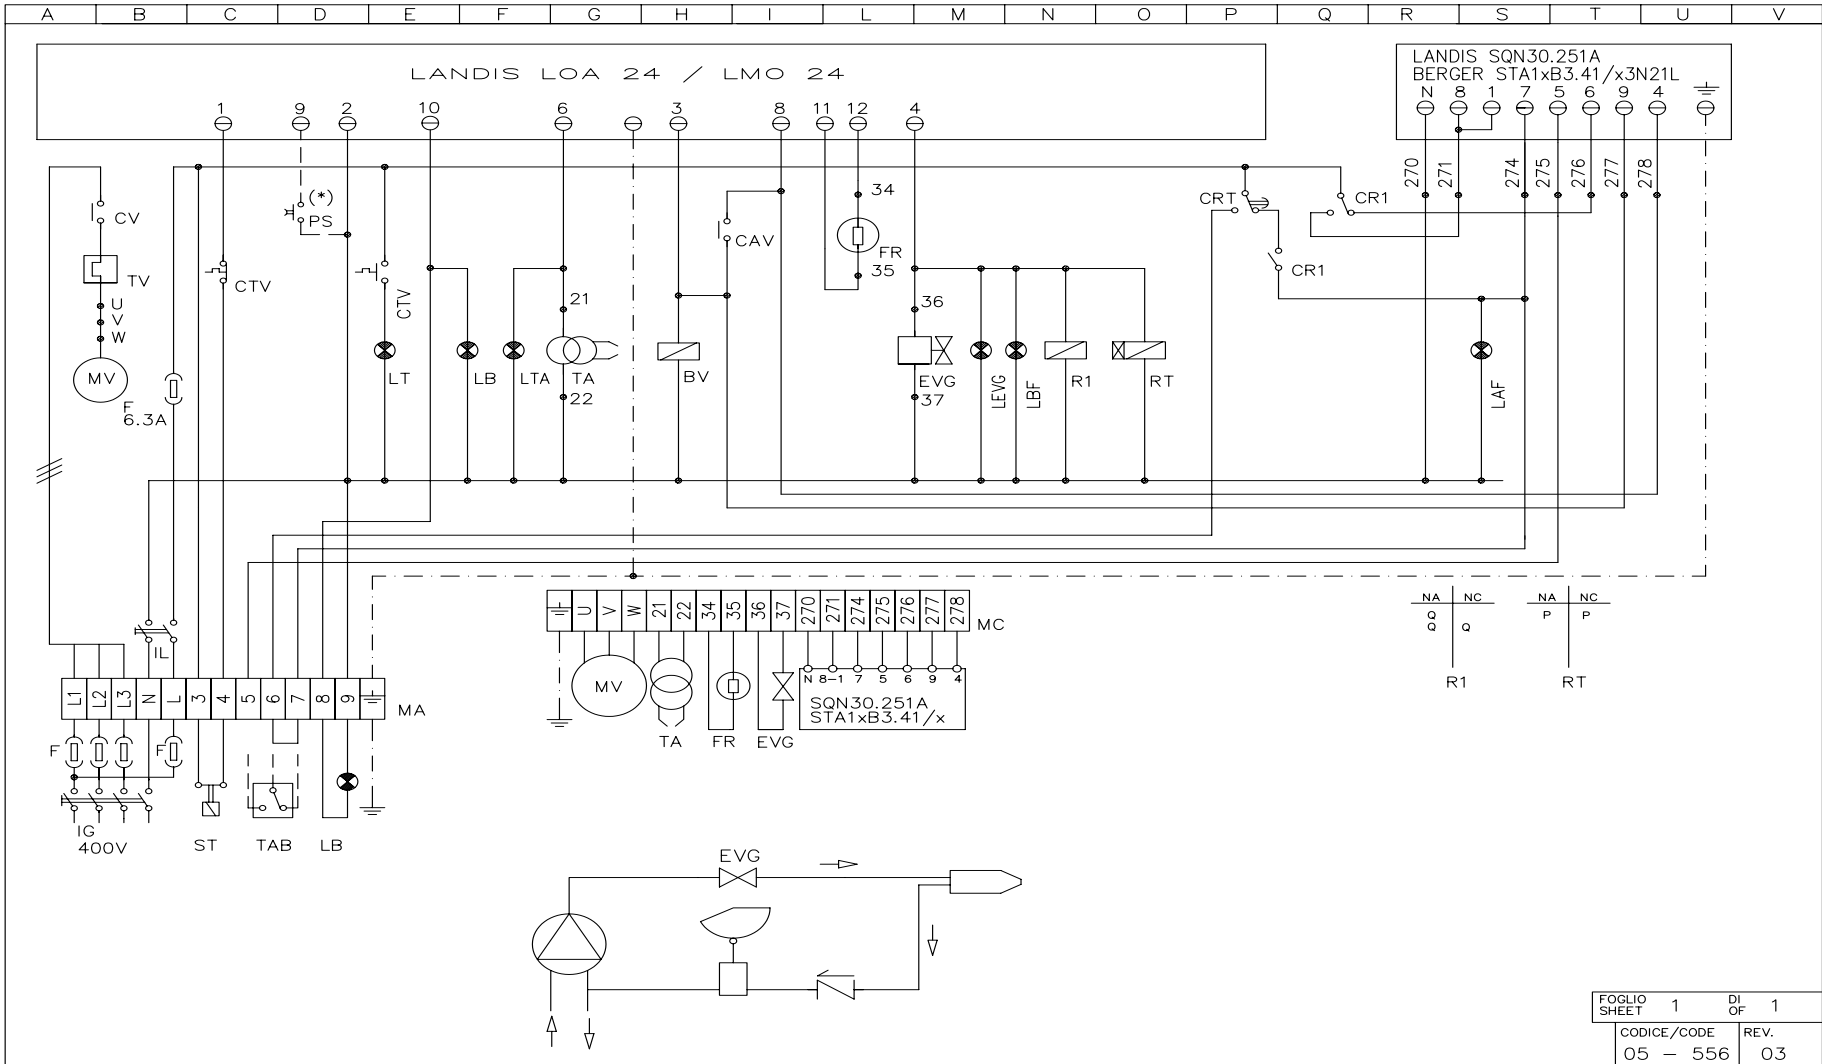 A B C D E F G H I L M N O P Q R S T U V
LANDIS LOA 24 / LMO 24
LANDIS SQN30.251A
BERGER STA1xB3.41/x3N21L
N 8 1 7 5 6 9 4
1 9 2 10 6 3 8 11 12 4
270 271 274 275 276 277 278
(*)
PS
CV
TV
U
V
W
MV
F
6.3A
CTV
CTV
LT
LB
LTA
21
TA
22
BV
CAV
34
FR
35
36
EVG
37
LEVG
LBF
R1
RT
CRT
CR1
CR1
LAF
IL
L1 L2 L3 N L 3 4 5 6 7 8 9
MA
F
F
IG
400V
ST
TAB
LB
U V W 21 22 34 35 36 37 270 271 274 275 276 277 278
MC
MV
TA
FR
EVG
N 8-1 7 5 6 9 4
SQN30.251A
STA1xB3.41/x
NA NC
Q
Q Q
R1
NA NC
P P
RT
EVG
FOGLIO 1 DI 1
SHEET OF
CODICE/CODE REV.
05 - 556 03